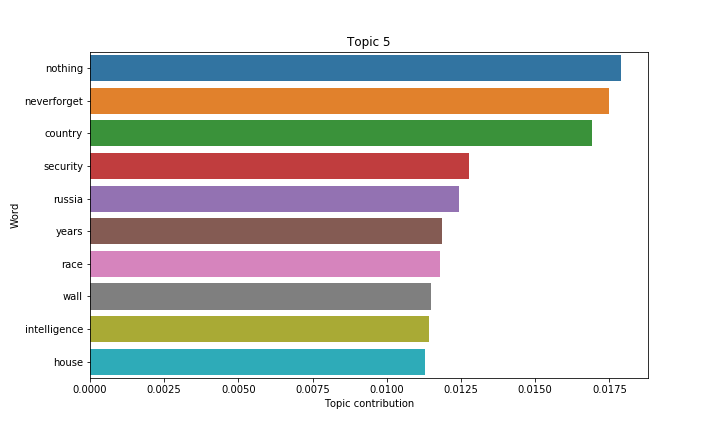 Topic 5
nothing
neverforget
country
security
russia
years
race
wall
intelligence
house
Word
0.0000 0.0025 0.0050 0.0075 0.0100 0.0125 0.0150 0.0175
Topic contribution